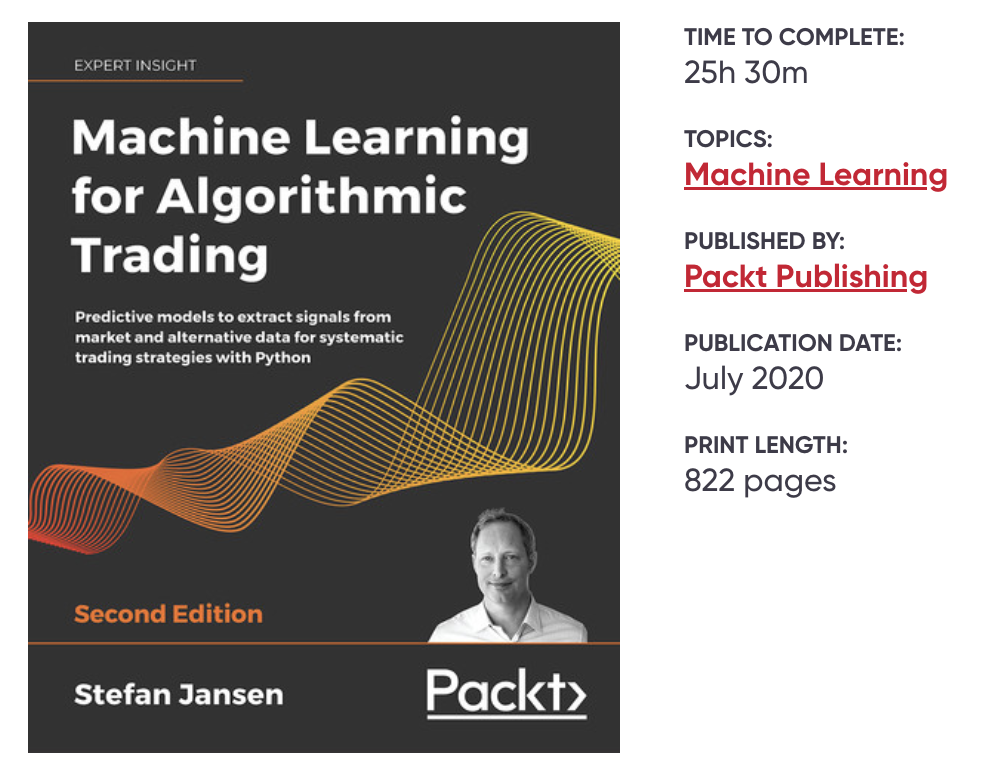 EXPERT INSIGHT
Machine Learning
for Algorithmic
Trading
Predictive models to extract signals from
market and alternative data for systematic
trading strategies with Python
Second Edition
Stefan Jansen
Packt>
TIME TO COMPLETE:
25h 30m
TOPICS:
Machine Learning
PUBLISHED BY:
Packt Publishing
PUBLICATION DATE:
July 2020
PRINT LENGTH:
822 pages